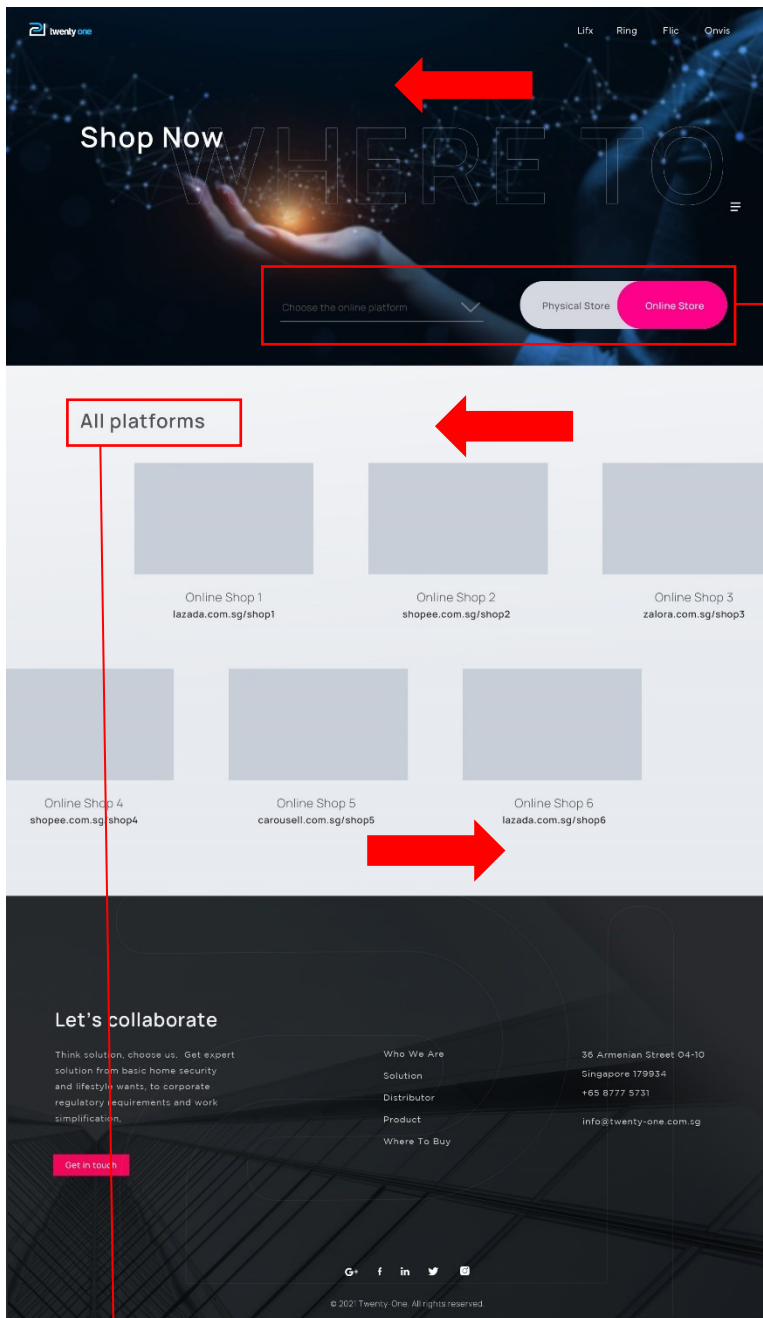 twenty one
Lifx Ring Flic Onvis
Shop Now
WHERE TO
Choose the online platform
Physical Store Online Store
All platforms
Online Shop 1 Online Shop 2 Online Shop 3
lazada.com.sg/shop1 shopee.com.sg/shop2 zalora.com.sg/shop3
Online Shop 4 Online Shop 5 Online Shop 6
shopee.com.sg/shop4 carousell.com.sg/shop5 lazada.com.sg/shop6
Let's collaborate
Think solution, choose us. Get expert
solution from basic home security
and lifestyle wants, to corporate
regulatory requirements and work
simplification.
Get in touch
Who We Are
Solution
Distributor
Product
Where To Buy
36 Armenian Street 04-10
Singapore 179934
+65 8777 5731
info@twenty-one.com.sg
© 2021 Twenty-One. All rights reserved.